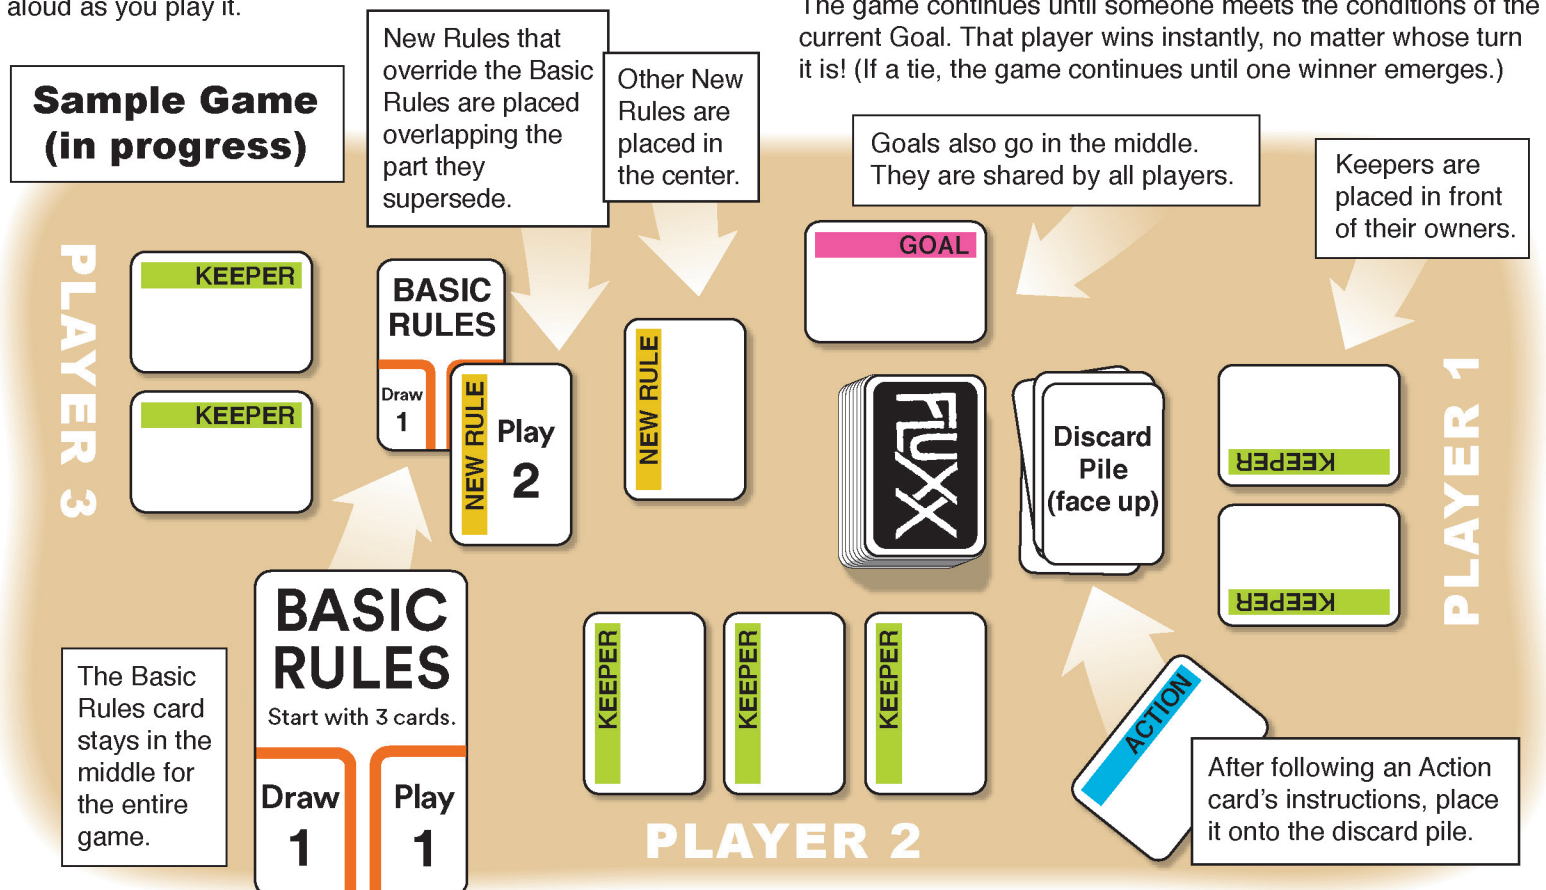 aloud as you play it.
The game continues until someone meets the conditions of the
current Goal. That player wins instantly, no matter whose turn
it is! (If a tie, the game continues until one winner emerges.)
Sample Game
(in progress)
New Rules that
override the Basic
Rules are placed
overlapping the
part they
supersede.
Other New
Rules are
placed in
the center.
Goals also go in the middle.
They are shared by all players.
Keepers are
placed in front
of their owners.
PLAYER 3
KEEPER
KEEPER
BASIC
RULES
Draw
1
NEW RULE
Play
2
NEW RULE
GOAL
FLUXX
Discard
Pile
(face up)
KEEPER
KEEPER
PLAYER 1
The Basic
Rules card
stays in the
middle for
the entire
game.
BASIC
RULES
Start with 3 cards.
Draw
1
Play
1
KEEPER
KEEPER
KEEPER
PLAYER 2
ACTION
After following an Action
card's instructions, place
it onto the discard pile.